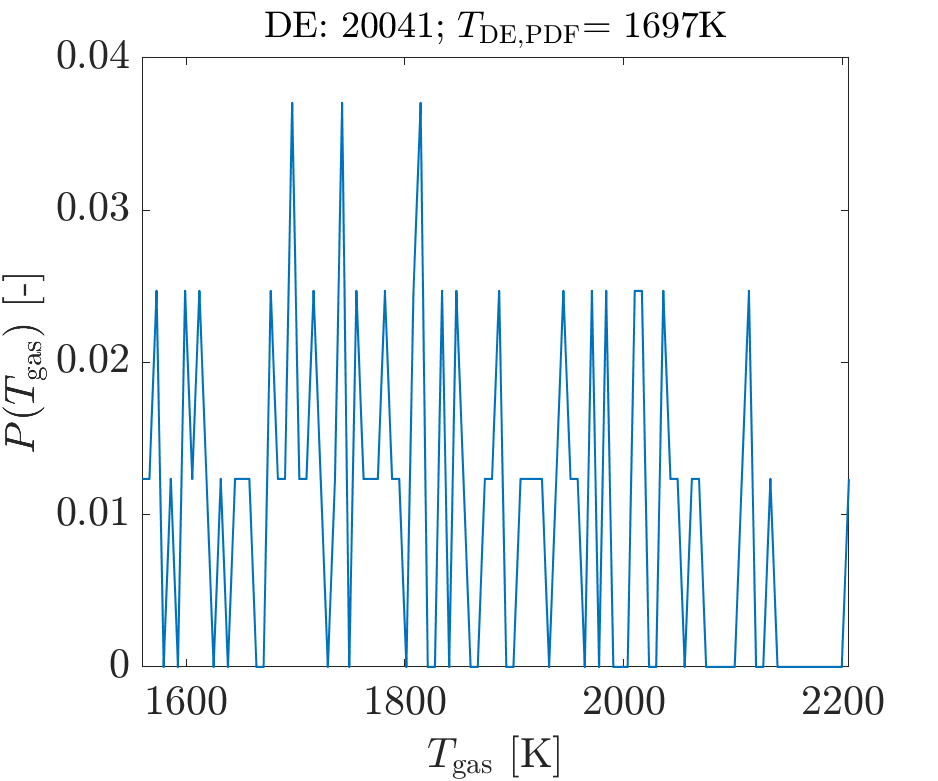 DE: 20041; T_DE,PDF= 1697K
0.04
0.03
0.02
0.01
0
P(T_gas) [-]
1600 1800 2000 2200
T_gas [K]